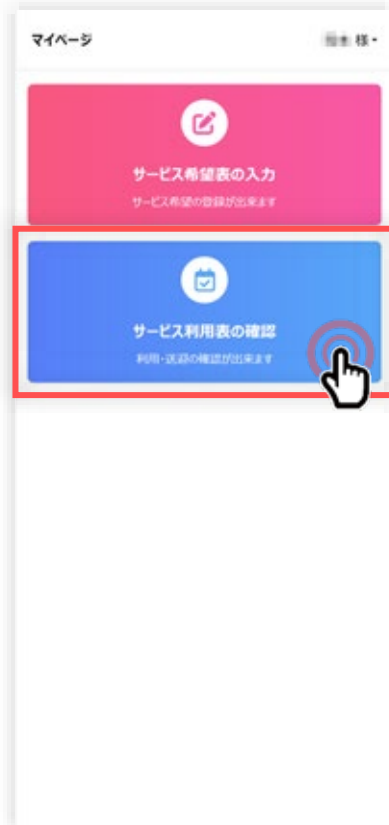 マイページ
様
サービス希望表の入力
サービス希望の登録が出来ます
サービス利用表の確認
利用・送迎の確認が出来ます